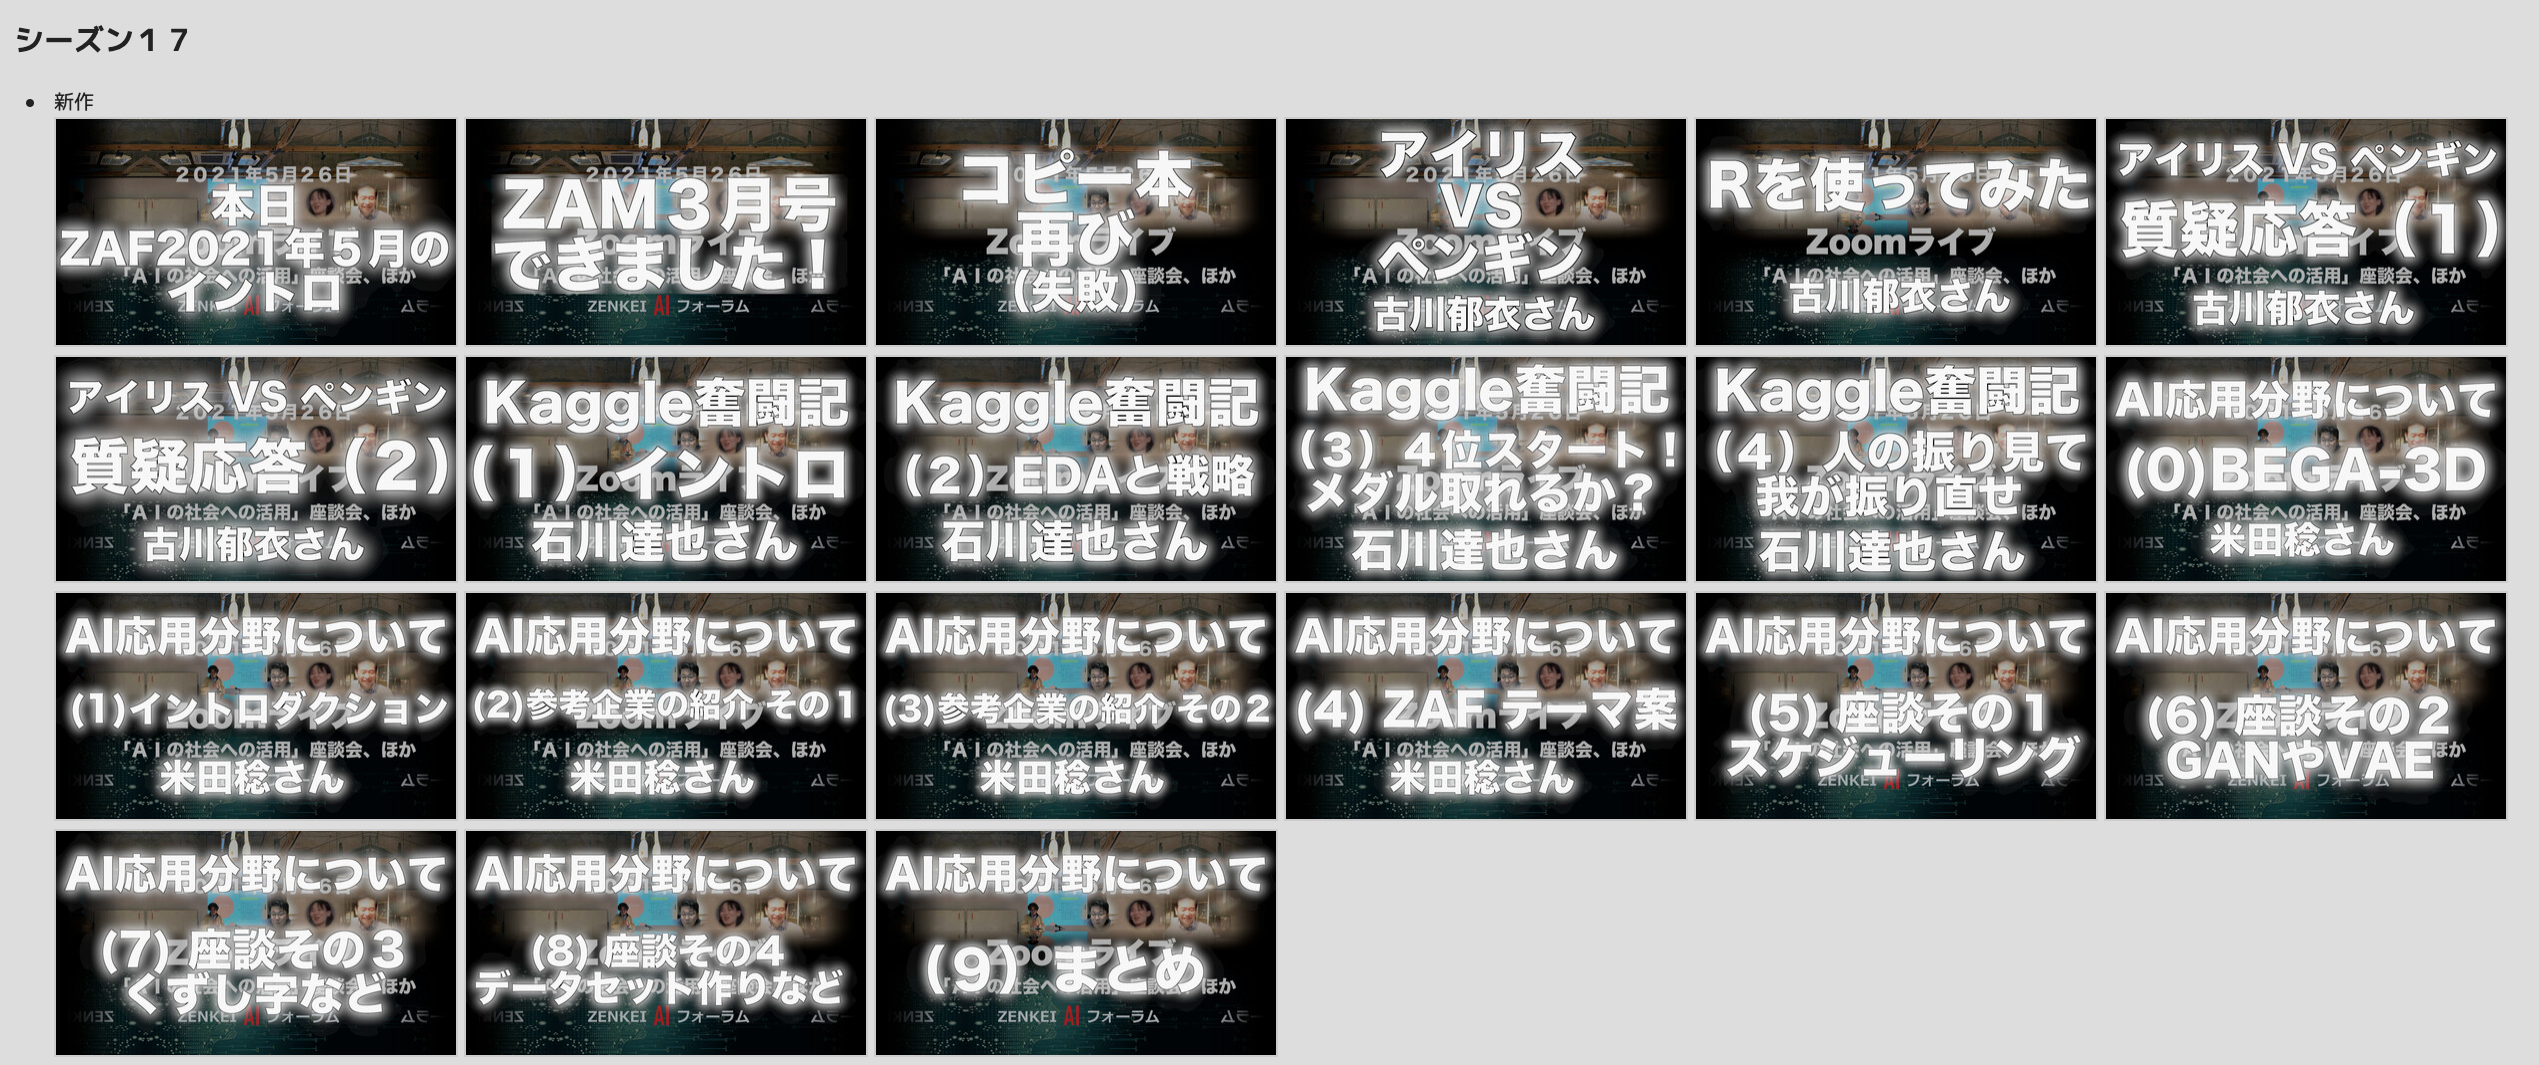 シーズン１７
新作
2021年5月26日
本日
ZAF2021年５月の
イントロ
ZENKEI AI フォーラム
2021年5月26日
ZAM３月号
できました！
ZENKEI AI フォーラム
コピー本
再び
(失敗)
「ＡＩの社会への活用」座談会、ほか
アイリス
VS
ペンギン
古川郁衣さん
Rを使ってみた
Zoomライブ
「ＡＩの社会への活用」座談会、ほか
古川郁衣さん
アイリス VS ペンギン
質疑応答（１）
「ＡＩの社会への活用」座談会、ほか
古川郁衣さん
アイリス VS ペンギン
質疑応答（２）
「ＡＩの社会への活用」座談会、ほか
古川郁衣さん
Kaggle奮闘記
(１) イントロ
「ＡＩの社会への活用」座談会、ほか
石川達也さん
Kaggle奮闘記
（２）EDAと戦略
「ＡＩの社会への活用」座談会、ほか
石川達也さん
Kaggle奮闘記
（３）４位スタート！
メダル取れるか？
石川達也さん
Kaggle奮闘記
（４）人の振り見て
我が振り直せ
石川達也さん
AI応用分野について
(0)BEGA-3D
「ＡＩの社会への活用」座談会、ほか
米田稔さん
AI応用分野について
(1)イントロダクション
「ＡＩの社会への活用」座談会、ほか
米田稔さん
AI応用分野について
(2)参考企業の紹介 その１
「ＡＩの社会への活用」座談会、ほか
米田稔さん
AI応用分野について
(3)参考企業の紹介 その２
「ＡＩの社会への活用」座談会、ほか
米田稔さん
AI応用分野について
(4) ZAF テーマ案
「ＡＩの社会への活用」座談会、ほか
米田稔さん
AI応用分野について
(5) 座談その１
スケジューリング
ZENKEI AI フォーラム
AI応用分野について
(6) 座談その２
GANやVAE
ZENKEI AI フォーラム
AI応用分野について
(7) 座談その３
くずし字など
ZENKEI AI フォーラム
AI応用分野について
(8) 座談その４
データセット作りなど
ZENKEI AI フォーラム
AI応用分野について
（９）まとめ
ZENKEI AI フォーラム